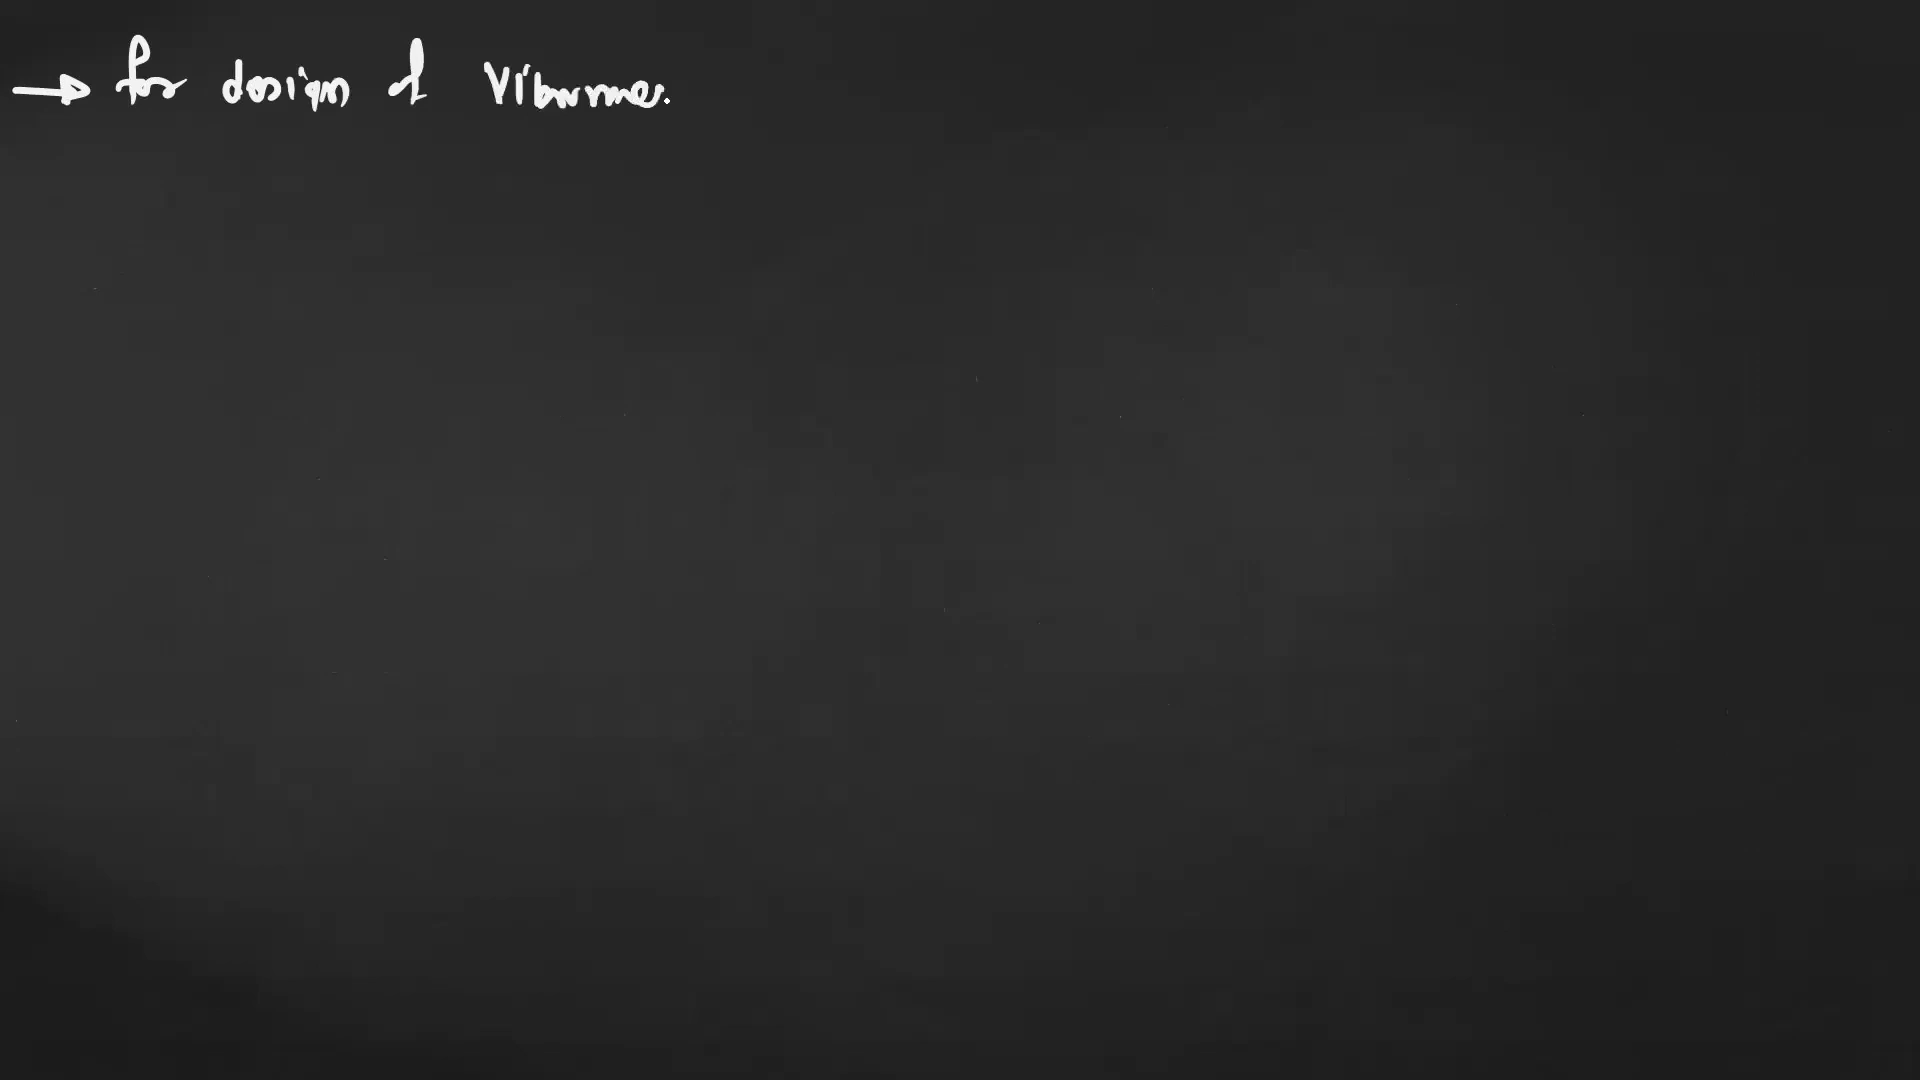 → for design of